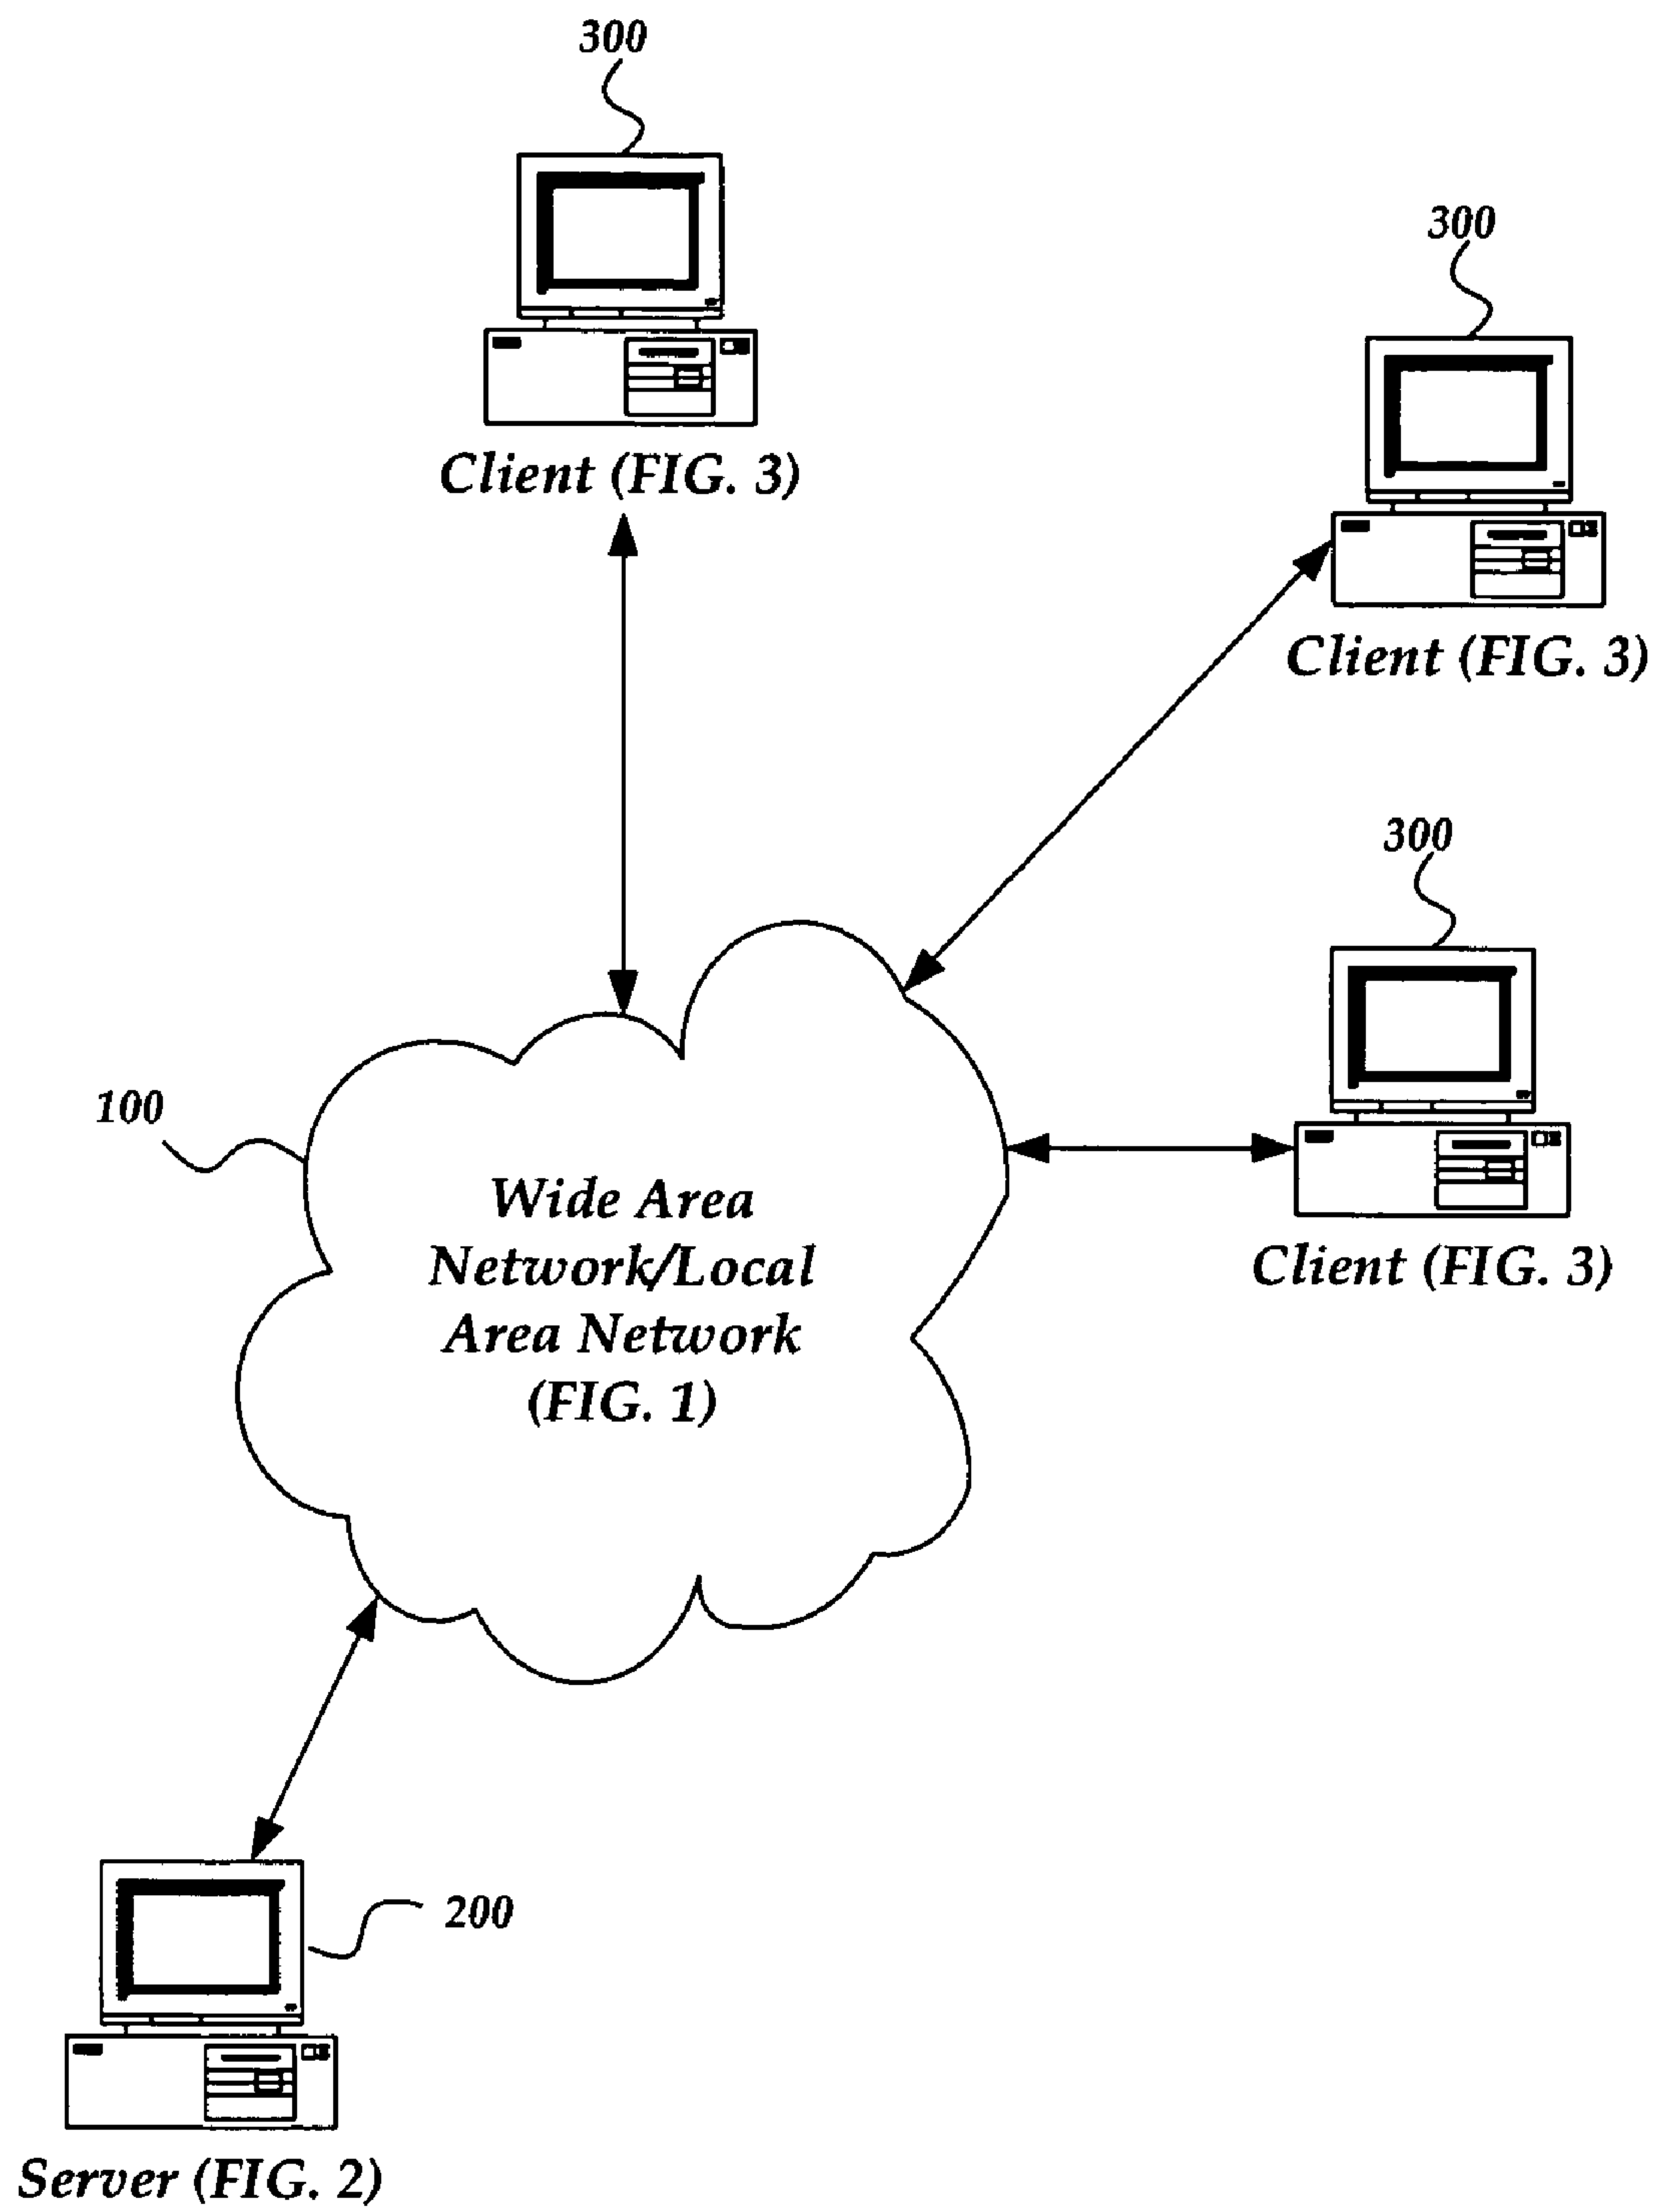 300
Client (FIG. 3)
300
Client (FIG. 3)
300
Client (FIG. 3)
100
Wide Area
Network/Local
Area Network
(FIG. 1)
200
Server (FIG. 2)